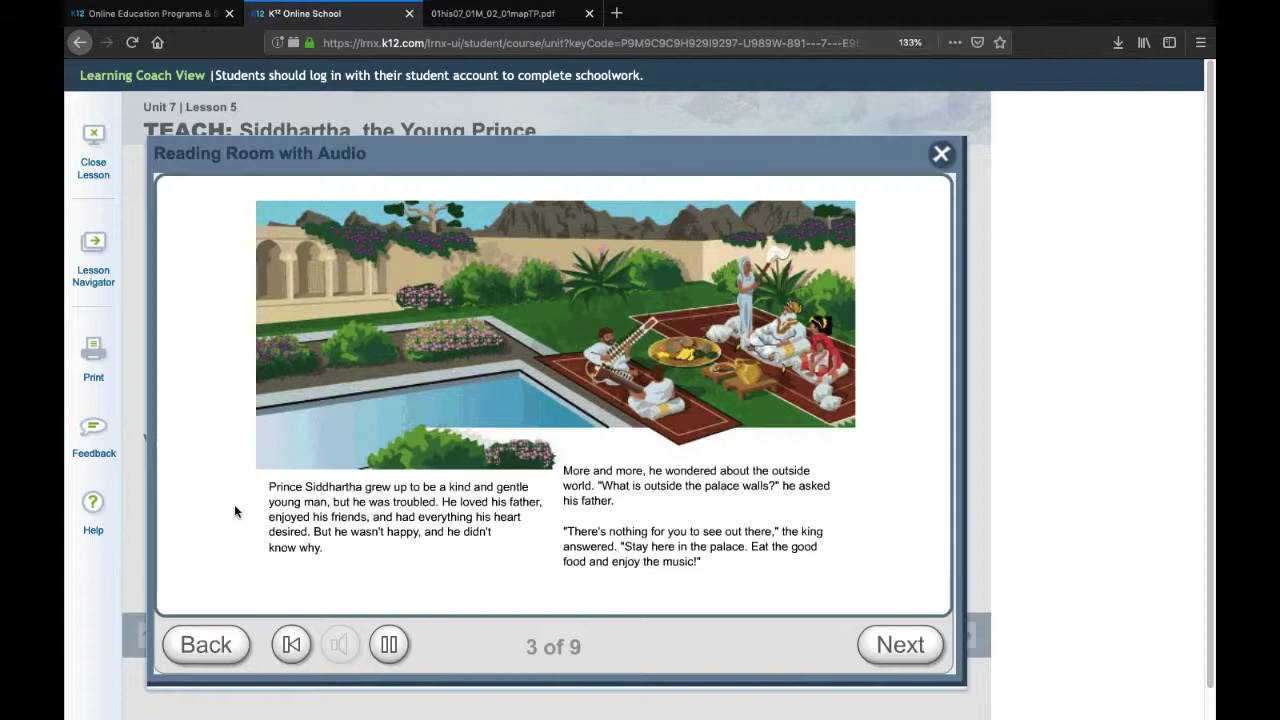 K12 Online Education Programs & S
K12 K¹² Online School
01his07_01M_02_01mapTP.pdf
https://lrnx.k12.com/lrnx-ui/student/course/unit?keyCode=P9M9C9C9H929I9297-U989W-891---7---E9
133%
Learning Coach View |Students should log in with their student account to complete schoolwork.
Unit 7 | Lesson 5
TEACH: Siddhartha, the Young Prince
Close
Lesson
Lesson
Navigator
Print
Feedback
Help
Reading Room with Audio
Prince Siddhartha grew up to be a kind and gentle
young man, but he was troubled. He loved his father,
enjoyed his friends, and had everything his heart
desired. But he wasn't happy, and he didn't
know why.
More and more, he wondered about the outside
world. "What is outside the palace walls?" he asked
his father.
"There's nothing for you to see out there," the king
answered. "Stay here in the palace. Eat the good
food and enjoy the music!"
Back
3 of 9
Next